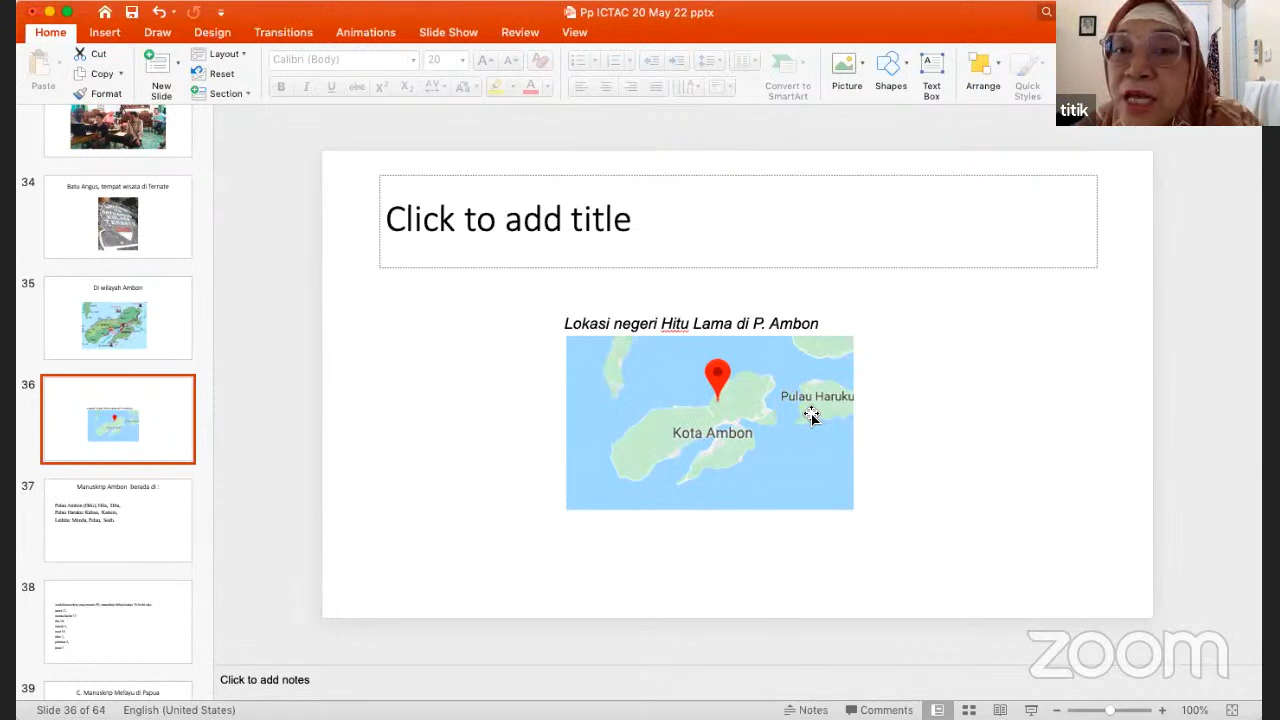 Pp ICTAC 20 May 22 pptx
Home Insert Draw Design Transitions Animations Slide Show Review View
Paste
Cut
Copy
Format
New Slide
Layout
Reset
Section
Calibri (Body) 20
Convert to SmartArt
Picture
Shapes
Text Box
Arrange
Quick Styles
titik
34
Batu Angus, tempat wisata di Ternate
35
Di wilayah Ambon
36
37
Manuskrip Ambon berada di :
38
39
C. Manuskrip Melayu di Papua
Click to add title
Lokasi negeri Hitu Lama di P. Ambon
Pulau Haruku
Kota Ambon
zoom
Click to add notes
Slide 36 of 64 English (United States) Notes Comments 100%